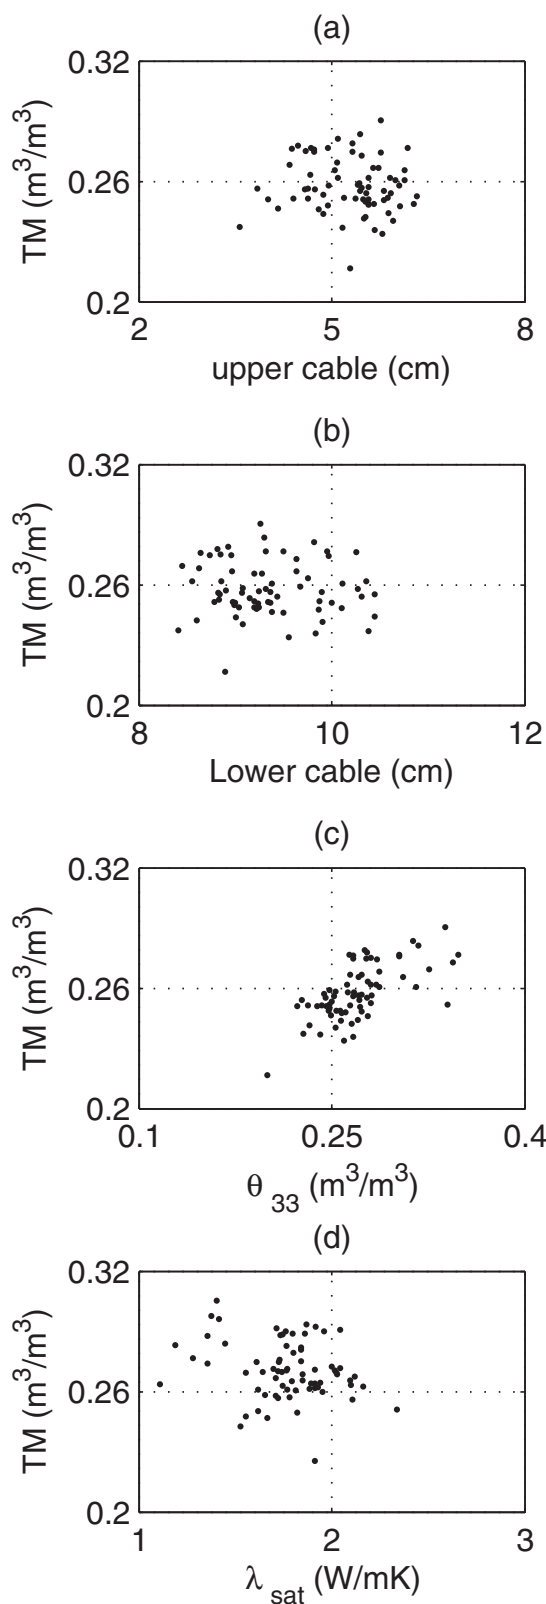 (a)
0.32
0.26
0.2
TM (m³/m³)
2 5 8
upper cable (cm)
(b)
0.32
0.26
0.2
TM (m³/m³)
8 10 12
Lower cable (cm)
(c)
0.32
0.26
0.2
TM (m³/m³)
0.1 0.25 0.4
θ₃₃ (m³/m³)
(d)
0.32
0.26
0.2
TM (m³/m³)
1 2 3
λ_sat (W/mK)